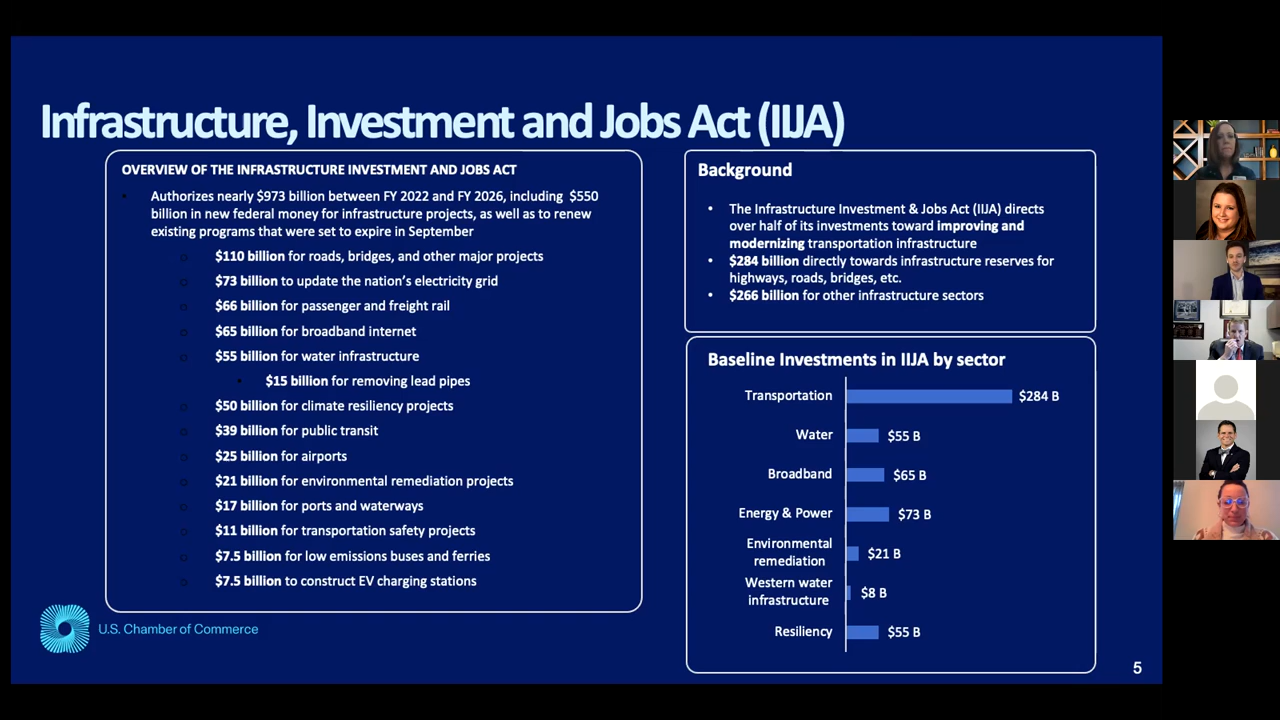 Infrastructure, Investment and Jobs Act (IIJA)
OVERVIEW OF THE INFRASTRUCTURE INVESTMENT AND JOBS ACT
Authorizes nearly $973 billion between FY 2022 and FY 2026, including $550
billion in new federal money for infrastructure projects, as well as to renew
existing programs that were set to expire in September
$110 billion for roads, bridges, and other major projects
$73 billion to update the nation's electricity grid
$66 billion for passenger and freight rail
$65 billion for broadband internet
$55 billion for water infrastructure
$15 billion for removing lead pipes
$50 billion for climate resiliency projects
$39 billion for public transit
$25 billion for airports
$21 billion for environmental remediation projects
$17 billion for ports and waterways
$11 billion for transportation safety projects
$7.5 billion for low emissions buses and ferries
$7.5 billion to construct EV charging stations
U.S. Chamber of Commerce
Background
• The Infrastructure Investment & Jobs Act (IIJA) directs
over half of its investments toward improving and
modernizing transportation infrastructure
• $284 billion directly towards infrastructure reserves for
highways, roads, bridges, etc.
• $266 billion for other infrastructure sectors
Baseline Investments in IIJA by sector
Transportation $284 B
Water $55 B
Broadband $65 B
Energy & Power $73 B
Environmental
remediation $21 B
Western water
infrastructure $8 B
Resiliency $55 B
5